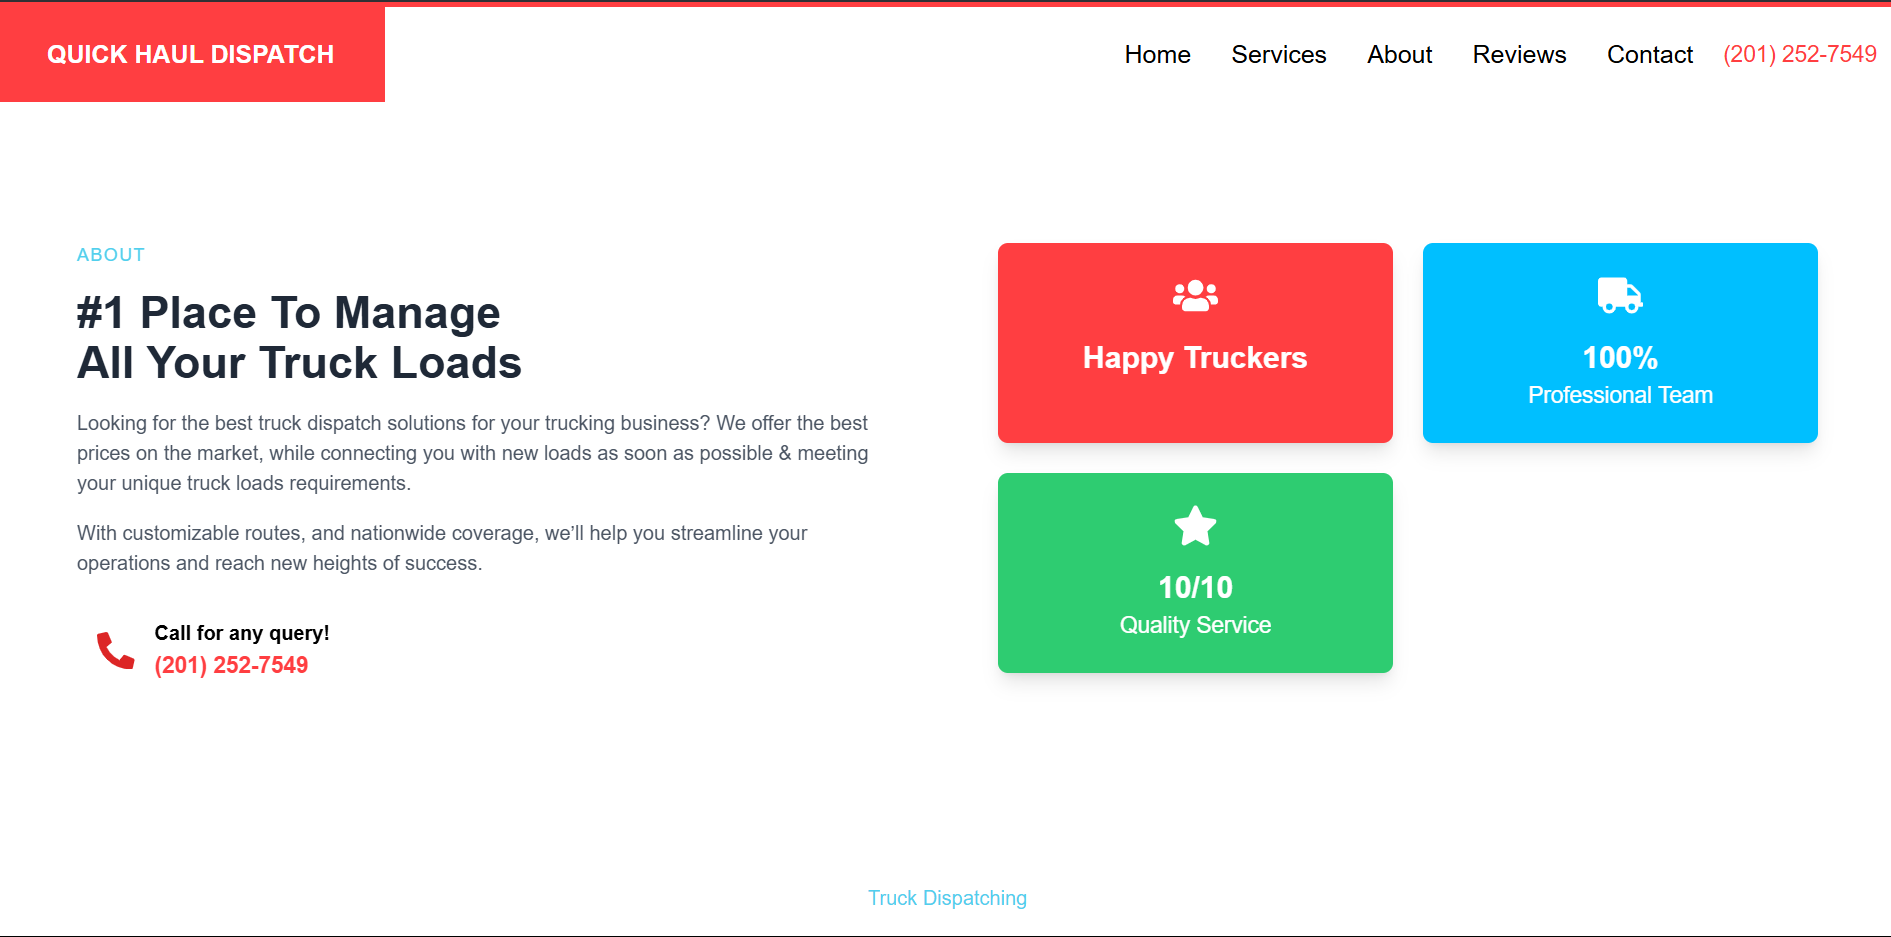 QUICK HAUL DISPATCH
Home Services About Reviews Contact (201) 252-7549
ABOUT
#1 Place To Manage
All Your Truck Loads
Looking for the best truck dispatch solutions for your trucking business? We offer the best
prices on the market, while connecting you with new loads as soon as possible & meeting
your unique truck loads requirements.
With customizable routes, and nationwide coverage, we’ll help you streamline your
operations and reach new heights of success.
Call for any query!
(201) 252-7549
Happy Truckers
100%
Professional Team
10/10
Quality Service
Truck Dispatching